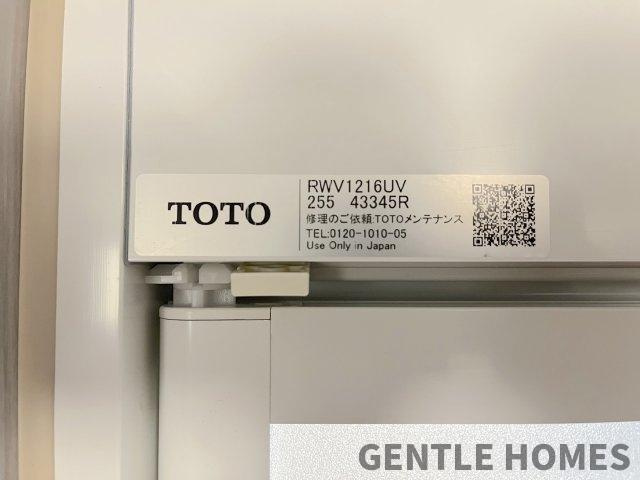 TOTO
RWV1216UV
255 43345R
修理のご依頼:TOTOメンテナンス
TEL:0120-1010-05
Use Only in Japan
GENTLE HOMES